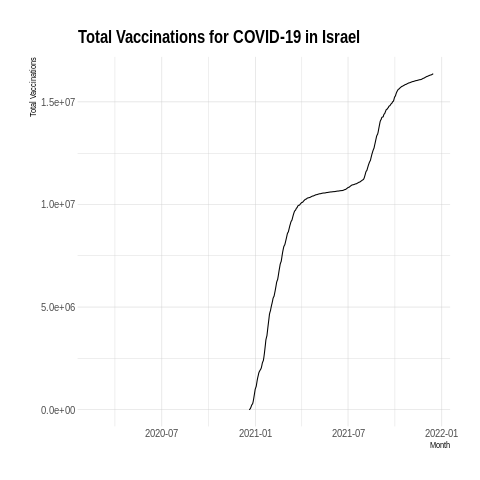 Total Vaccinations for COVID-19 in Israel
Total Vaccinations
1.5e+07
1.0e+07
5.0e+06
0.0e+00
2020-07
2021-01
2021-07
2022-01
Month